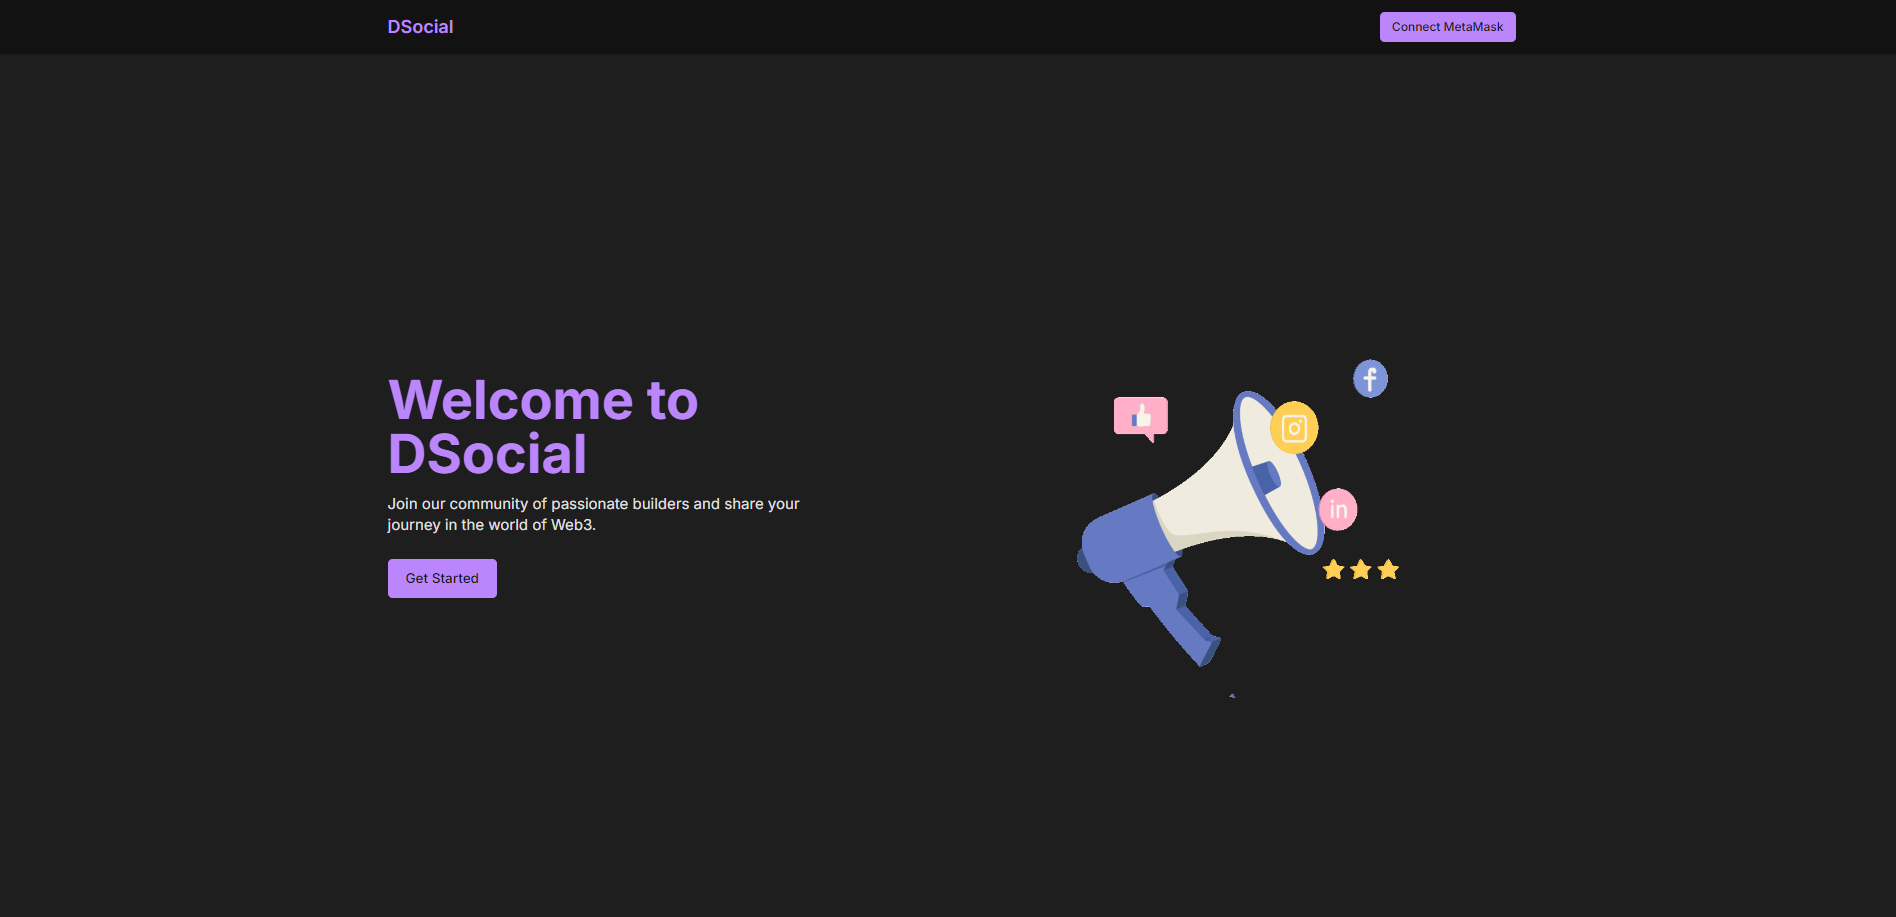 DSocial
Connect MetaMask
Welcome to
DSocial
Join our community of passionate builders and share your
journey in the world of Web3.
Get Started
f
in